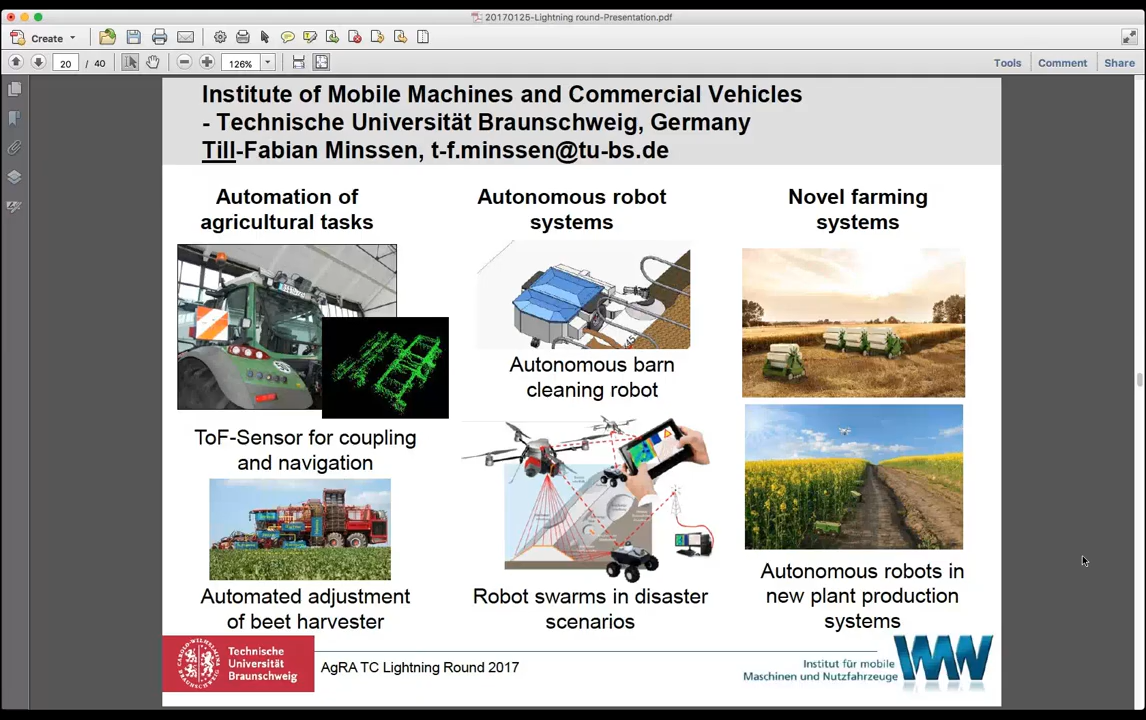 20170125-Lightning round-Presentation.pdf
Create
20 / 40
126%
Tools
Comment
Share
Institute of Mobile Machines and Commercial Vehicles
- Technische Universität Braunschweig, Germany
Till-Fabian Minssen, t-f.minssen@tu-bs.de
Automation of
agricultural tasks
ToF-Sensor for coupling
and navigation
Automated adjustment
of beet harvester
Autonomous robot
systems
Autonomous barn
cleaning robot
Robot swarms in disaster
scenarios
Novel farming
systems
Autonomous robots in
new plant production
systems
Technische
Universität
Braunschweig
AgRA TC Lightning Round 2017
Institut für mobile
Maschinen und Nutzfahrzeuge